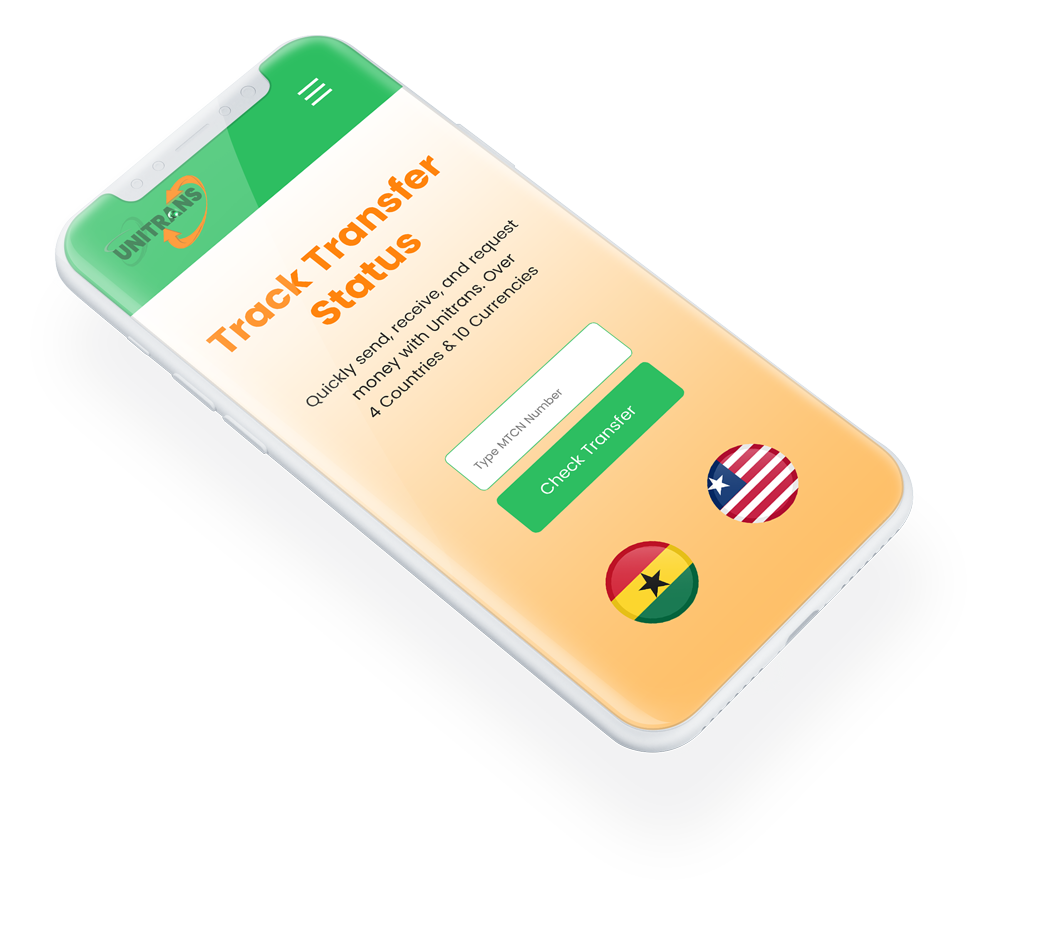 UNITRANS
Track Transfer
Status
Quickly send, receive, and request
money with Unitrans. Over
4 Countries & 10 Currencies
Type MTCN Number
Check Transfer